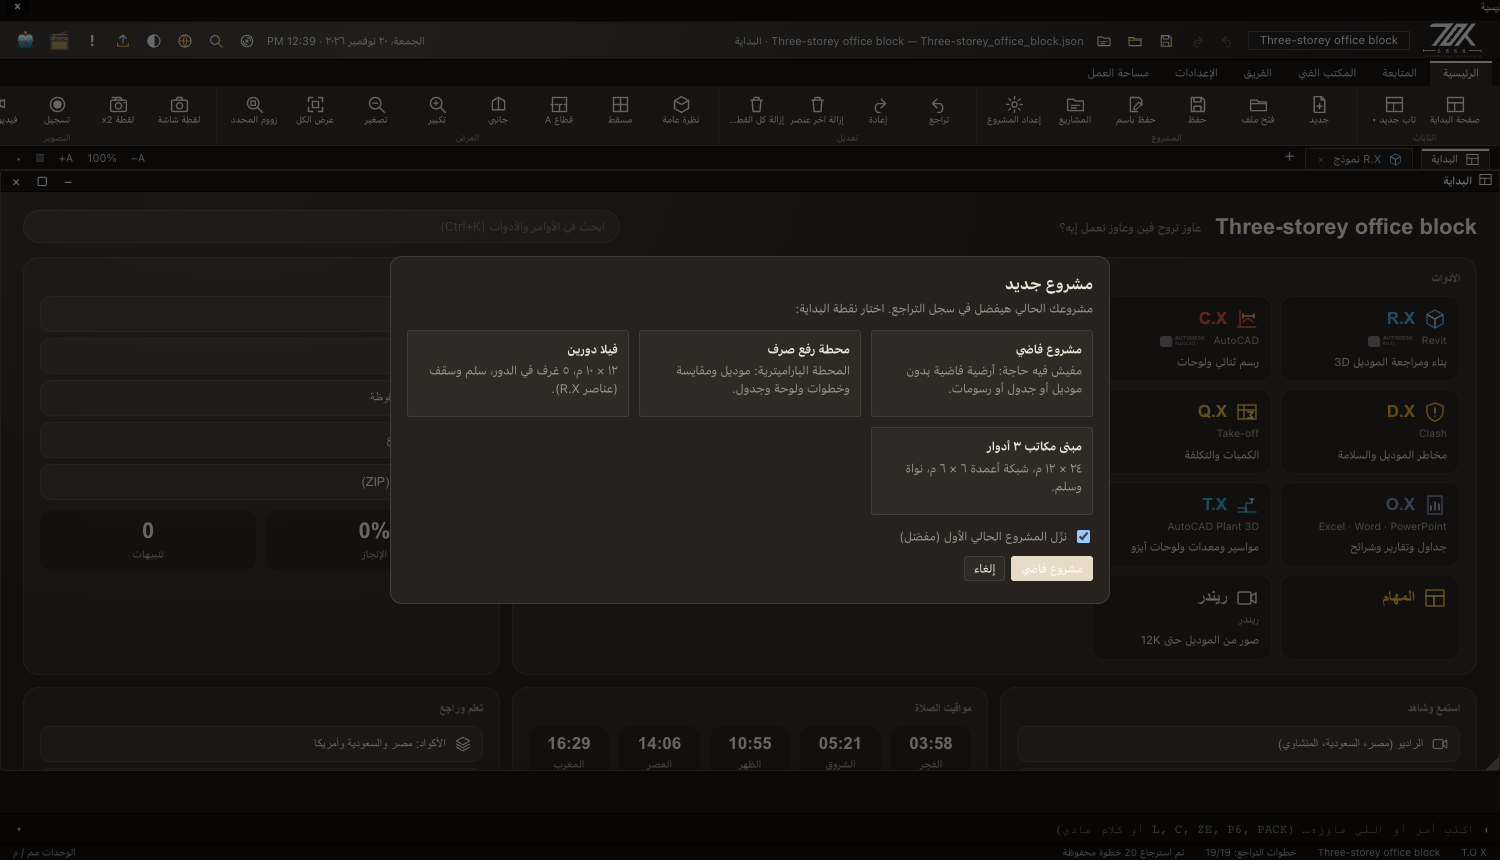 ×
Three-storey office block
البداية · Three-storey office block — Three-storey_office_block.json
الجمعة، ٢٠ نوفمبر ٢٠٢٦ · 12:39 PM
الرئيسية
المتابعة
المكتب الفني
الفريق
الإعدادات
مساحة العمل
صفحة البداية
تاب جديد
جديد
فتح ملف
حفظ
حفظ باسم
المشاريع
إعداد المشروع
تراجع
إعادة
إزالة آخر عنصر
إزالة كل القط...
نظرة عامة
مسقط
قطاع A
جانبي
تكبير
تصغير
عرض الكل
زووم المحدد
لقطة شاشة
لقطة x2
تسجيل
فيديو
التابات
المشروع
تعديل
العرض
التصوير
البداية
R.X نموذج ×
+
A−
100%
A+
البداية
Three-storey office block
عاوز تروح فين وعاوز تعمل إيه؟
ابحث في الأوامر والأدوات (Ctrl+K)
الأدوات
R.X
Revit
بناء ومراجعة الموديل 3D
C.X
AutoCAD
رسم ثنائي ولوحات
D.X
Clash
مخاطر الموديل والسلامة
Q.X
Take-off
الكميات والتكلفة
O.X
Excel · Word · PowerPoint
جداول وتقارير وشرائح
T.X
AutoCAD Plant 3D
مواسير ومعدات ولوحات أيزو
المهام
ريندر
ريندر
صور من الموديل حتى 12K
مشروع جديد
مشروعك الحالي هيفضل في سجل التراجع. اختار نقطة البداية:
مشروع فاضي
مفيش فيه حاجة: أرضية فاضية بدون
موديل أو جدول أو رسومات.
محطة رفع صرف
المحطة الباراميترية: موديل ومقايسة
وخطوات ولوحة وجدول.
فيلا دورين
١٢ × ١٠ م، ٥ غرف في الدور، سلم وسقف
(عناصر R.X).
مبنى مكاتب ٣ أدوار
٢٤ × ١٢ م، شبكة أعمدة ٦ × ٦ م، نواة
وسلم.
نزّل المشروع الحالي الأول (مفضّل)
مشروع فاضي
إلغاء
(ZIP)
0%
الإنجاز
0
تنبيهات
استمع وشاهد
الراديو (مصر، السعودية، المنشاوي)
مواقيت الصلاة
03:58
الفجر
05:21
الشروق
10:55
الظهر
14:06
العصر
16:29
المغرب
تعلم وراجع
الأكواد: مصر والسعودية وأمريكا
اكتب أمر أو اللي عاوزه… (L, C, ZE, P6, PACK أو كلام عادي)
T.O X
Three-storey office block
خطوات التراجع: 19/19
تم استرجاع 20 خطوة محفوظة
الوحدات مم / م